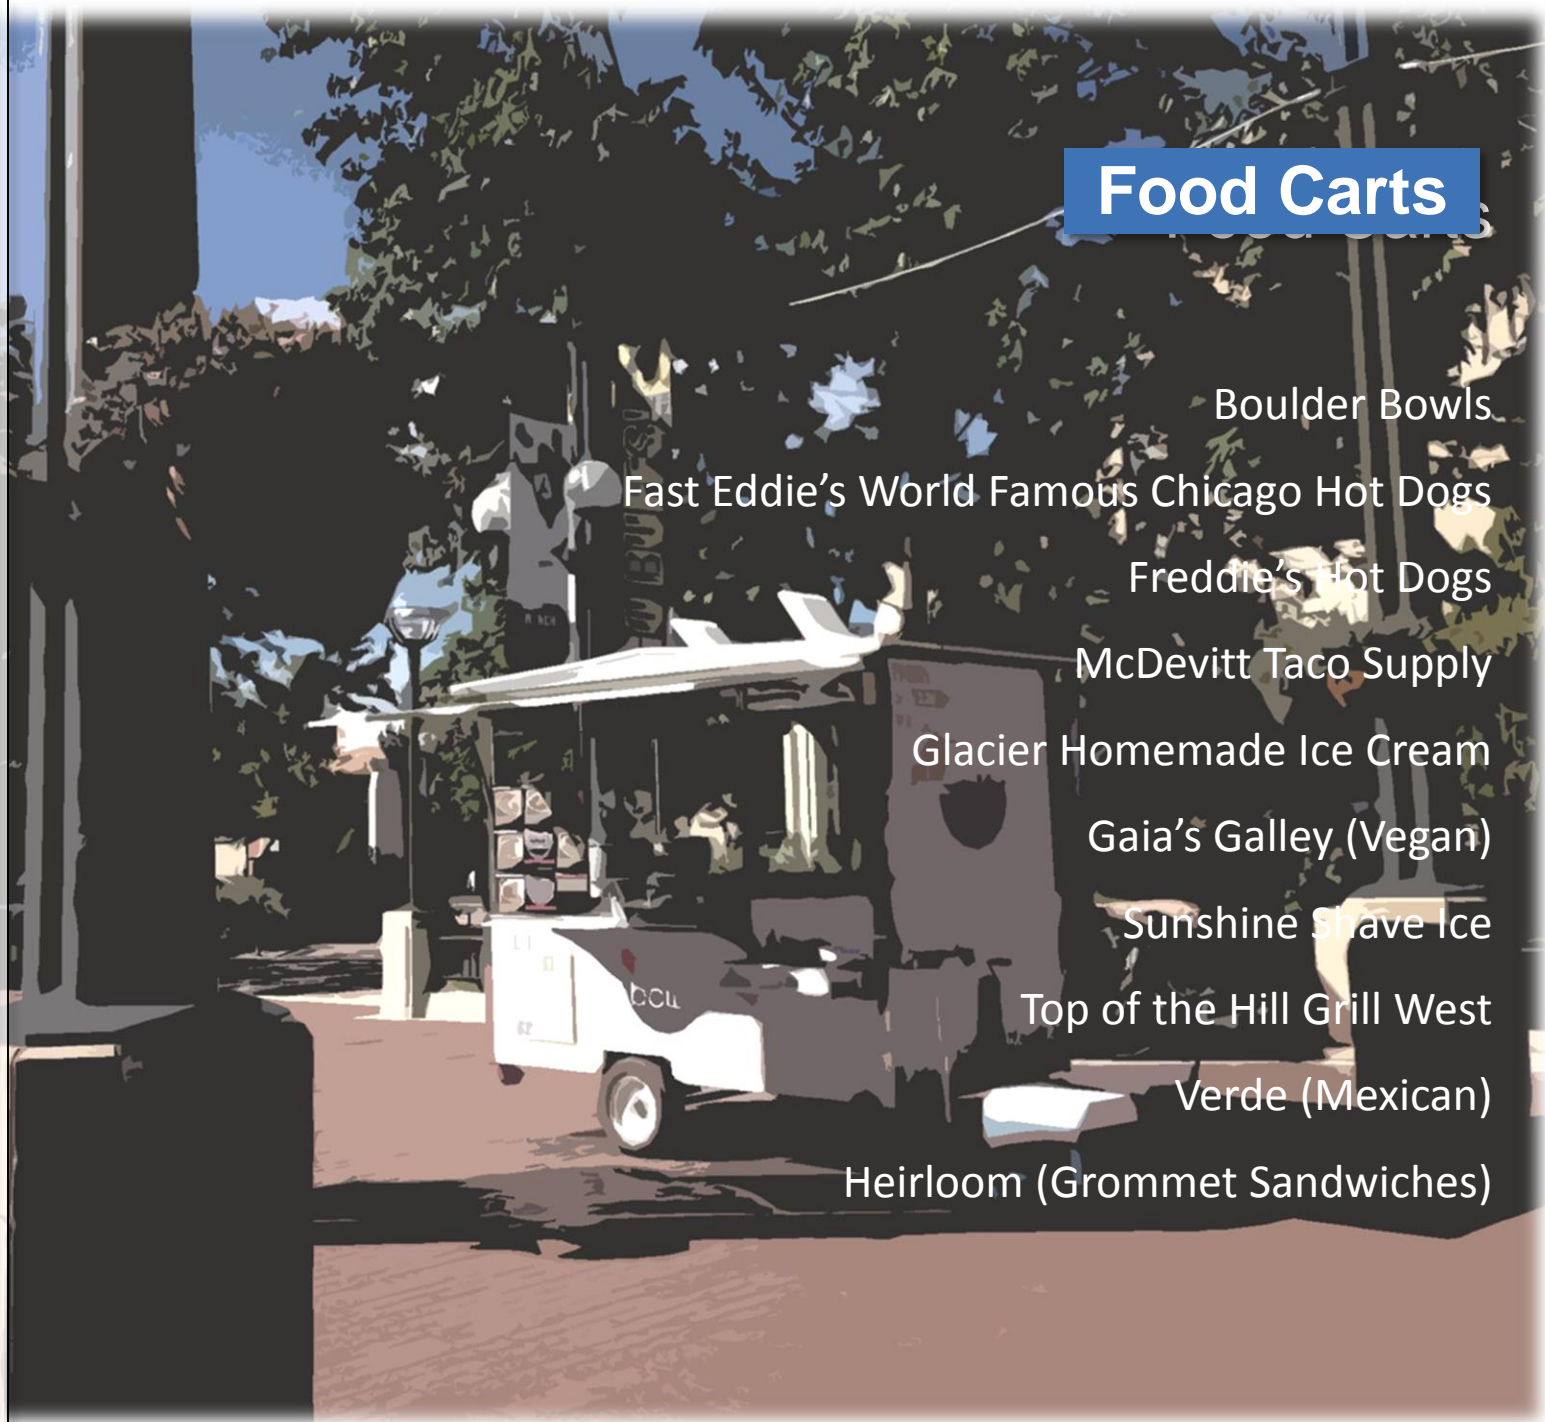 Food Carts
Boulder Bowls
Fast Eddie’s World Famous Chicago Hot Dogs
Freddie’s Hot Dogs
McDevitt Taco Supply
Glacier Homemade Ice Cream
Gaia’s Galley (Vegan)
Sunshine Shave Ice
Top of the Hill Grill West
Verde (Mexican)
Heirloom (Grommet Sandwiches)